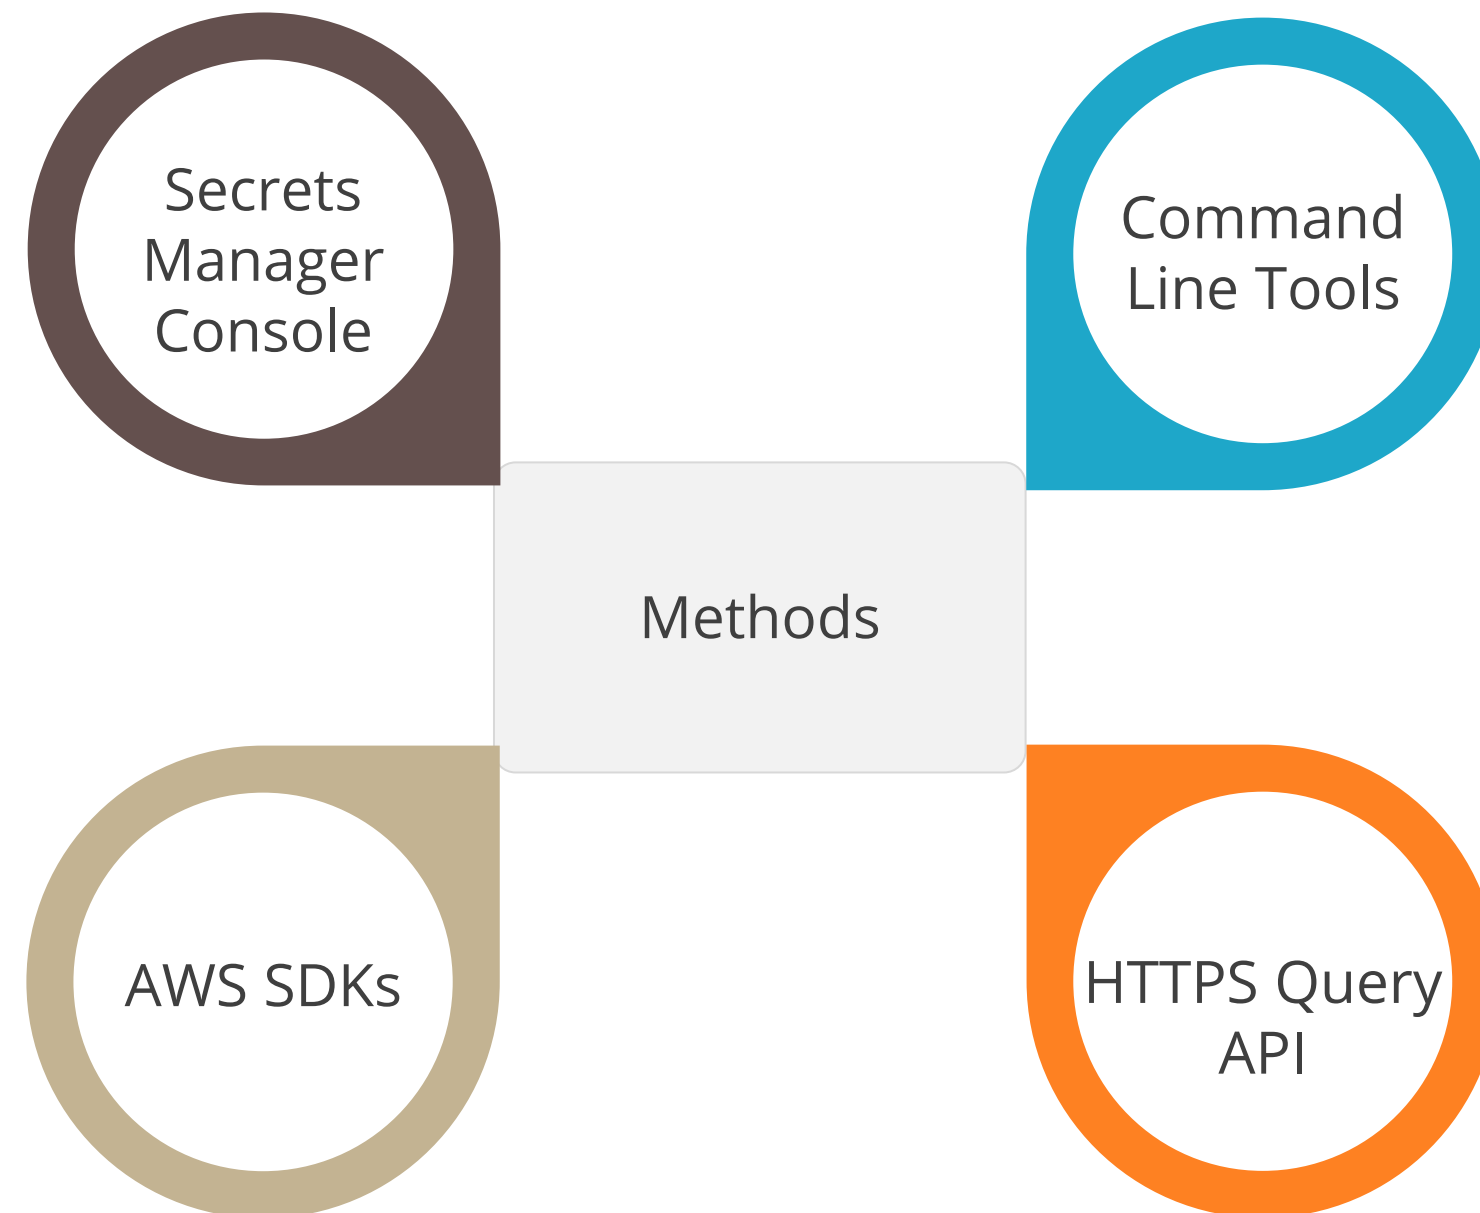 Secrets
Manager
Console
Command
Line Tools
Methods
AWS SDKs
HTTPS Query
API